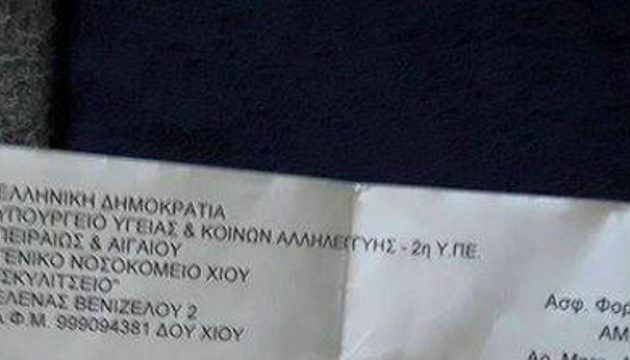 ΕΛΛΗΝΙΚΗ ΔΗΜΟΚΡΑΤΙΑ
ΥΠΟΥΡΓΕΙΟ ΥΓΕΙΑΣ & ΚΟΙΝΩΝ.ΑΛΛΗΛΕΓΓΥΗΣ - 2η Υ.ΠΕ.
ΠΕΙΡΑΙΩΣ & ΑΙΓΑΙΟΥ
ΓΕΝΙΚΟ ΝΟΣΟΚΟΜΕΙΟ ΧΙΟΥ
"ΣΚΥΛΙΤΣΕΙΟ"
ΕΛΕΝΑΣ ΒΕΝΙΖΕΛΟΥ 2
Α.Φ.Μ. 999094381 ΔΟΥ ΧΙΟΥ
Ασφ. Φορ
ΑΜ